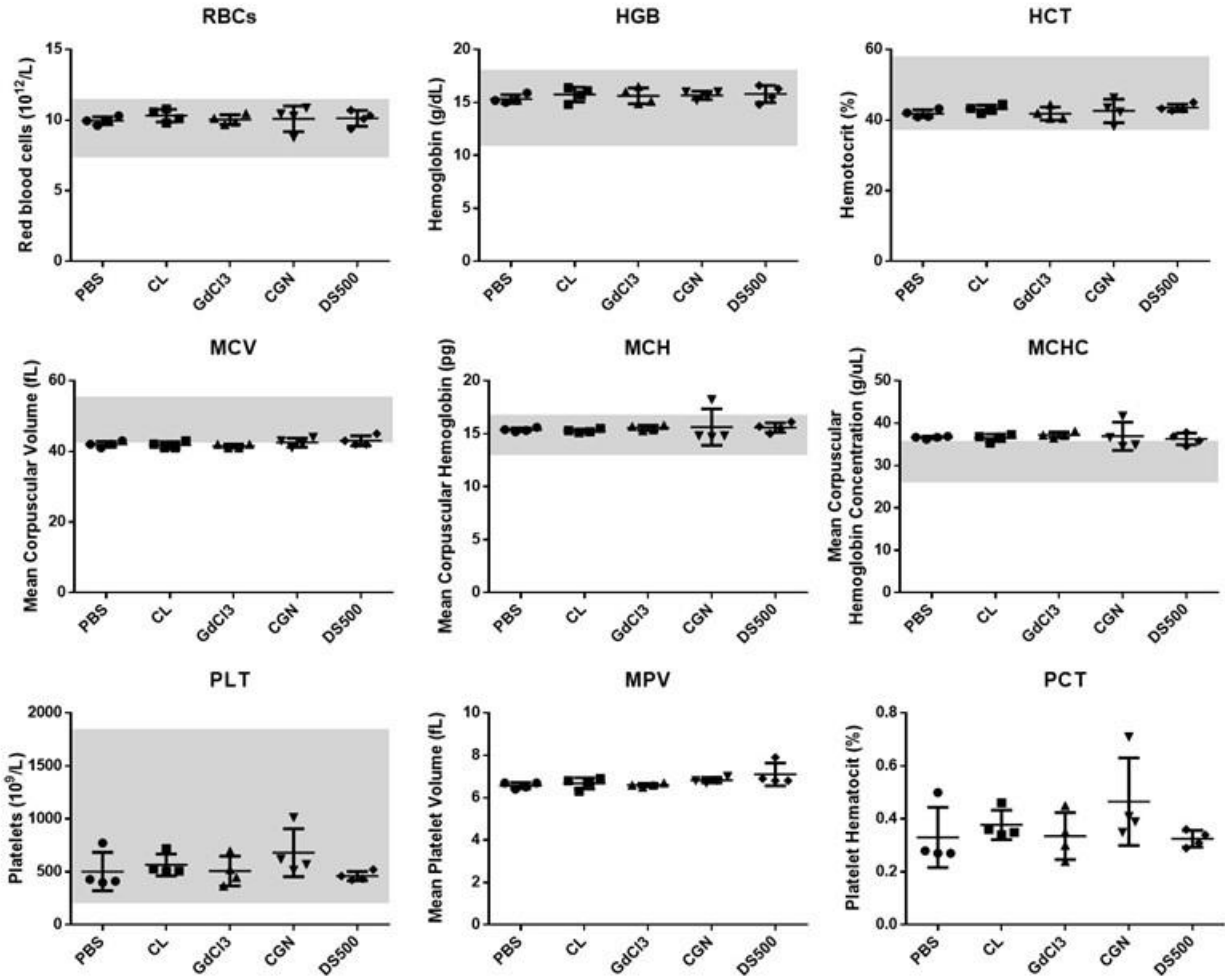 RBCs
Red blood cells (10^12/L)
15
10
5
0
PBS
CL
GdCl3
CGN
DS500
HGB
Hemoglobin (g/dL)
20
15
10
5
0
PBS
CL
GdCl3
CGN
DS500
HCT
Hemotocrit (%)
60
40
20
0
PBS
CL
GdCl3
CGN
DS500
MCV
Mean Corpuscular Volume (fL)
60
40
20
0
PBS
CL
GdCl3
CGN
DS500
MCH
Mean Corpuscular Hemoglobin (pg)
20
15
10
5
0
PBS
CL
GdCl3
CGN
DS500
MCHC
Mean Corpuscular
Hemoglobin Concentration (g/uL)
50
40
30
20
10
0
PBS
CL
GdCl3
CGN
DS500
PLT
Platelets (10^9/L)
2000
1500
1000
500
0
PBS
CL
GdCl3
CGN
DS500
MPV
Mean Platelet Volume (fL)
10
8
6
4
2
0
PBS
CL
GdCl3
CGN
DS500
PCT
Platelet Hematocit (%)
0.8
0.6
0.4
0.2
0.0
PBS
CL
GdCl3
CGN
DS500